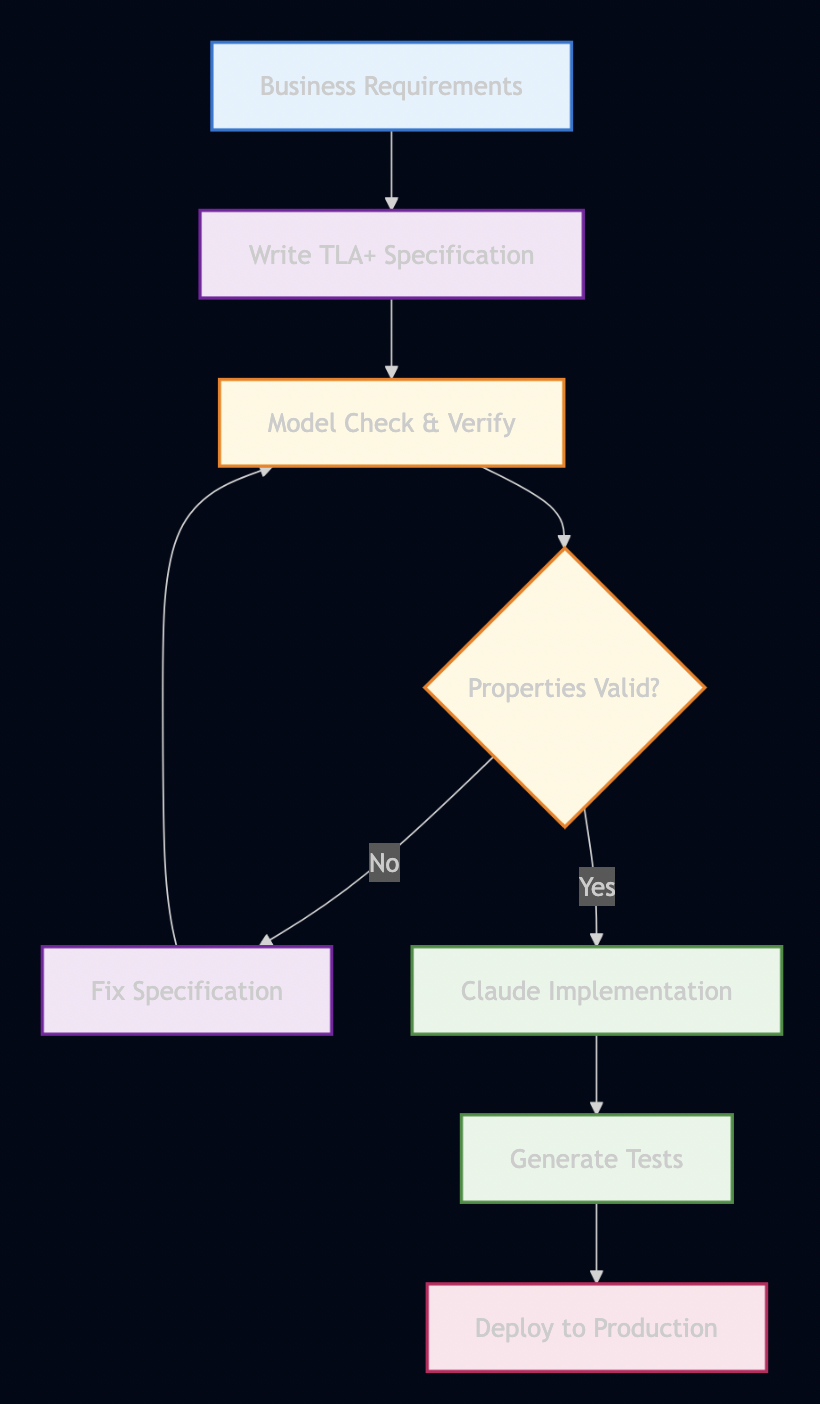 Business Requirements
Write TLA+ Specification
Model Check & Verify
Properties Valid?
No
Yes
Fix Specification
Claude Implementation
Generate Tests
Deploy to Production